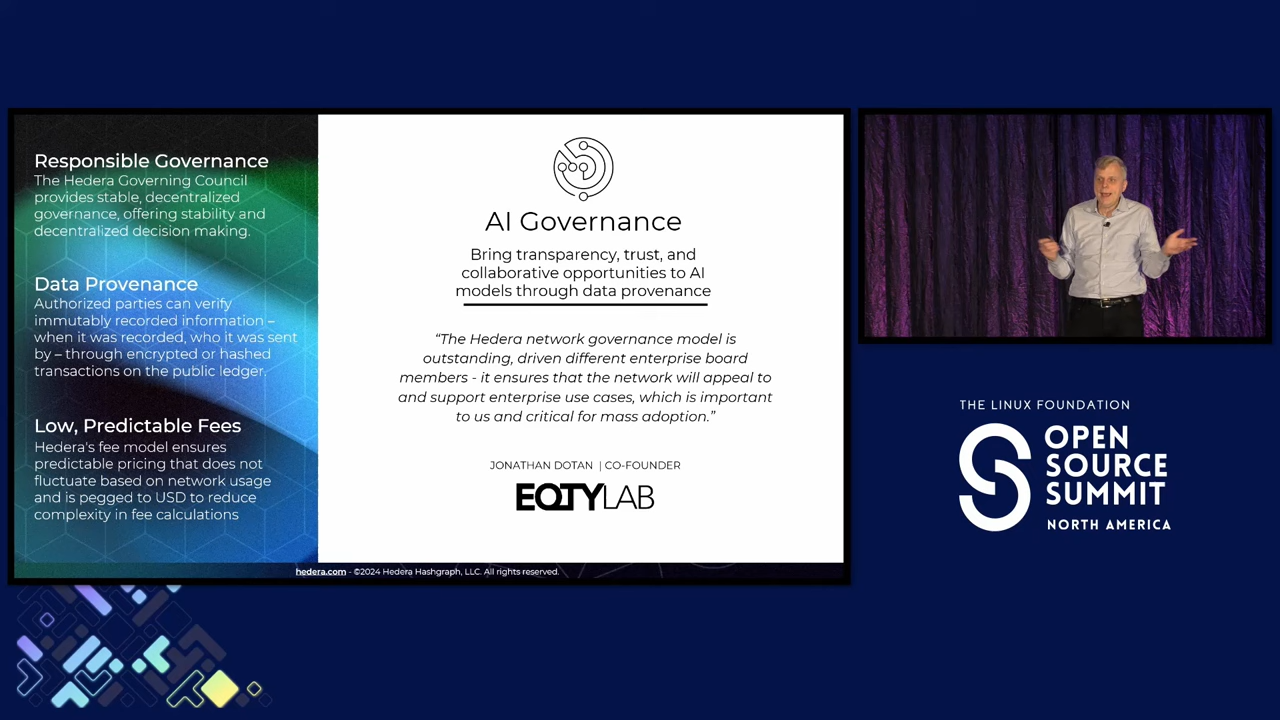 Responsible Governance
The Hedera Governing Council
provides stable, decentralized
governance, offering stability and
decentralized decision making.
Data Provenance
Authorized parties can verify
immutably recorded information –
when it was recorded, who it was sent
by – through encrypted or hashed
transactions on the public ledger.
Low, Predictable Fees
Hedera's fee model ensures
predictable pricing that does not
fluctuate based on network usage
and is pegged to USD to reduce
complexity in fee calculations
AI Governance
Bring transparency, trust, and
collaborative opportunities to AI
models through data provenance
“The Hedera network governance model is
outstanding, driven different enterprise board
members - it ensures that the network will appeal to
and support enterprise use cases, which is important
to us and critical for mass adoption.”
JONATHAN DOTAN | CO-FOUNDER
EQTYLAB
hedera.com - ©2024 Hedera Hashgraph, LLC. All rights reserved.
THE LINUX FOUNDATION
OPEN
SOURCE
SUMMIT
NORTH AMERICA